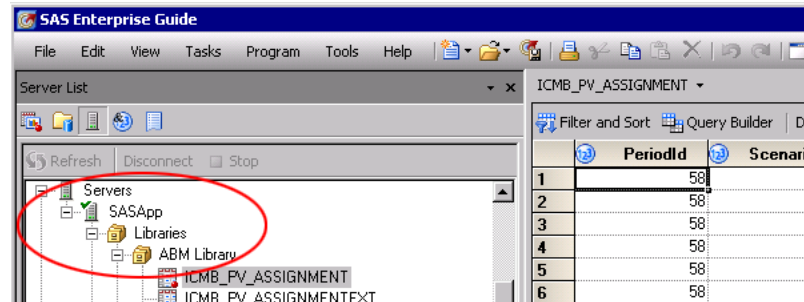 SAS Enterprise Guide
File Edit View Tasks Program Tools Help
Server List
ICMB_PV_ASSIGNMENT
Filter and Sort Query Builder
Refresh Disconnect Stop
PeriodId Scenari
Servers
1 58
SASApp
2 58
Libraries
3 58
ABM Library
4 58
ICMB_PV_ASSIGNMENT
5 58
ICMB_PV_ASSIGNMENTEXT
6 58